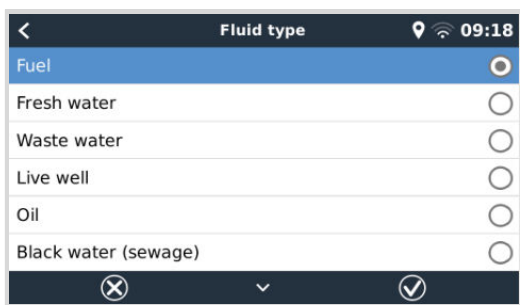 Fluid type 09:18
Fuel
Fresh water
Waste water
Live well
Oil
Black water (sewage)